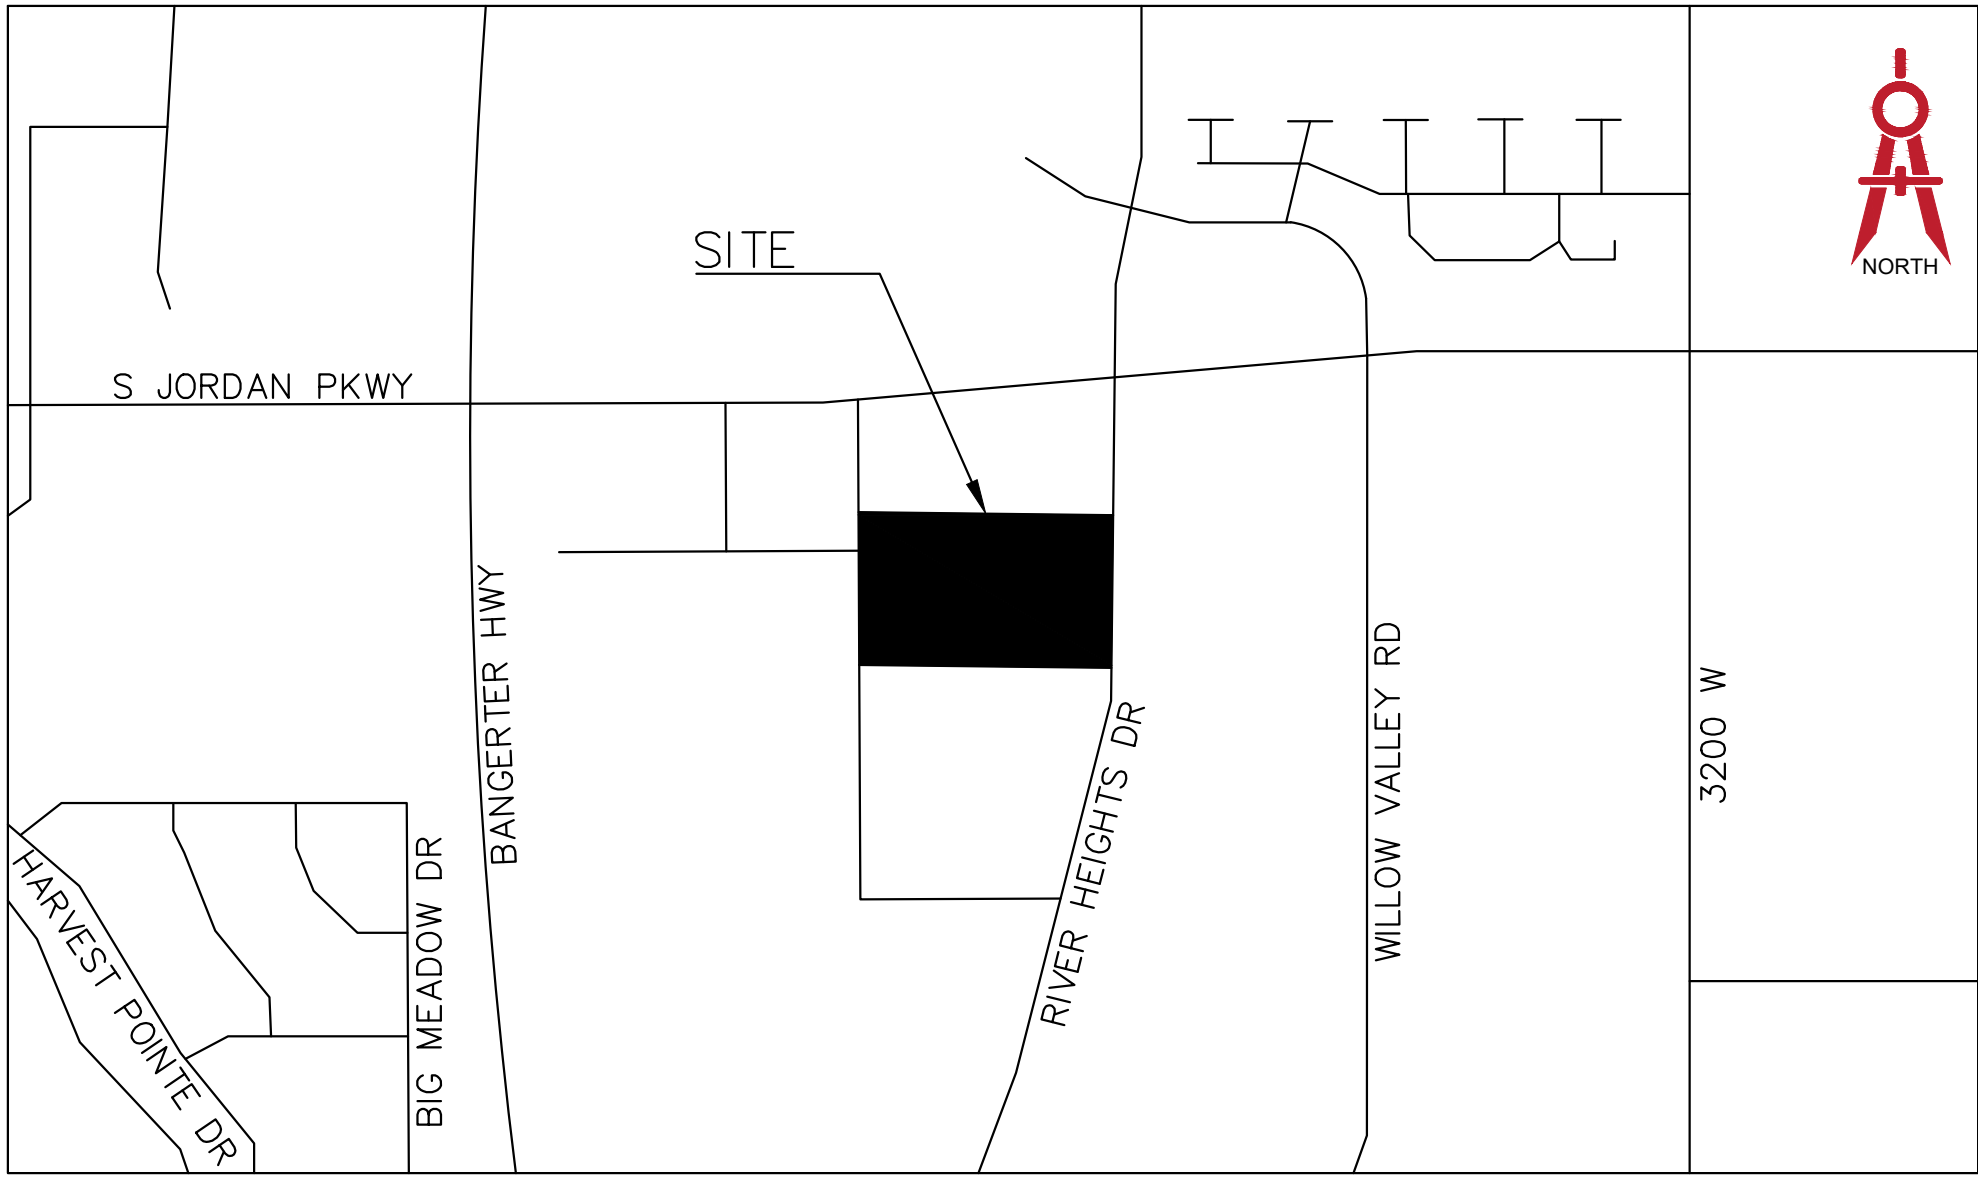 SITE
NORTH
S JORDAN PKWY
BANGERTER HWY
WILLOW VALLEY RD
3200 W
RIVER HEIGHTS DR
BIG MEADOW DR
HARVEST POINTE DR